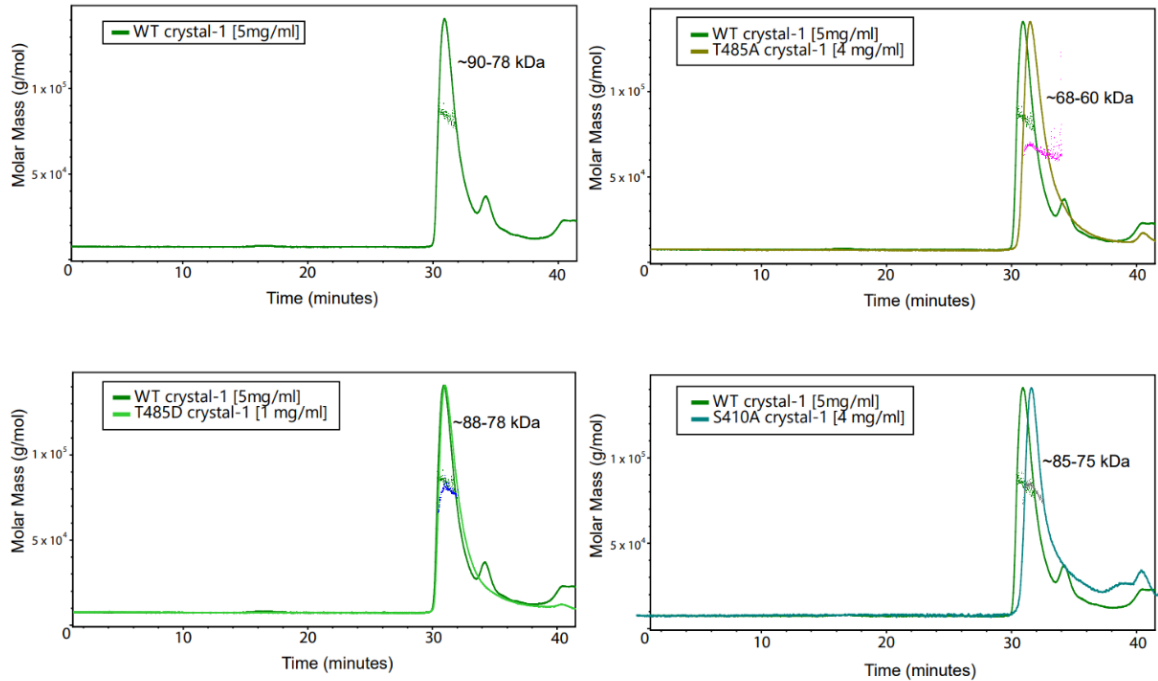 WT crystal-1 [5mg/ml]
~90-78 kDa
Molar Mass (g/mol)
1 x 10⁵
5 x 10⁴
0 10 20 30 40
Time (minutes)
WT crystal-1 [5mg/ml]
T485A crystal-1 [4 mg/ml]
~68-60 kDa
Molar Mass (g/mol)
1 x 10⁵
5 x 10⁴
0 10 20 30 40
Time (minutes)
WT crystal-1 [5mg/ml]
T485D crystal-1 [1 mg/ml]
~88-78 kDa
Molar Mass (g/mol)
1 x 10⁵
5 x 10⁴
0 10 20 30 40
Time (minutes)
WT crystal-1 [5mg/ml]
S410A crystal-1 [4 mg/ml]
~85-75 kDa
Molar Mass (g/mol)
1 x 10⁵
5 x 10⁴
0 10 20 30 40
Time (minutes)